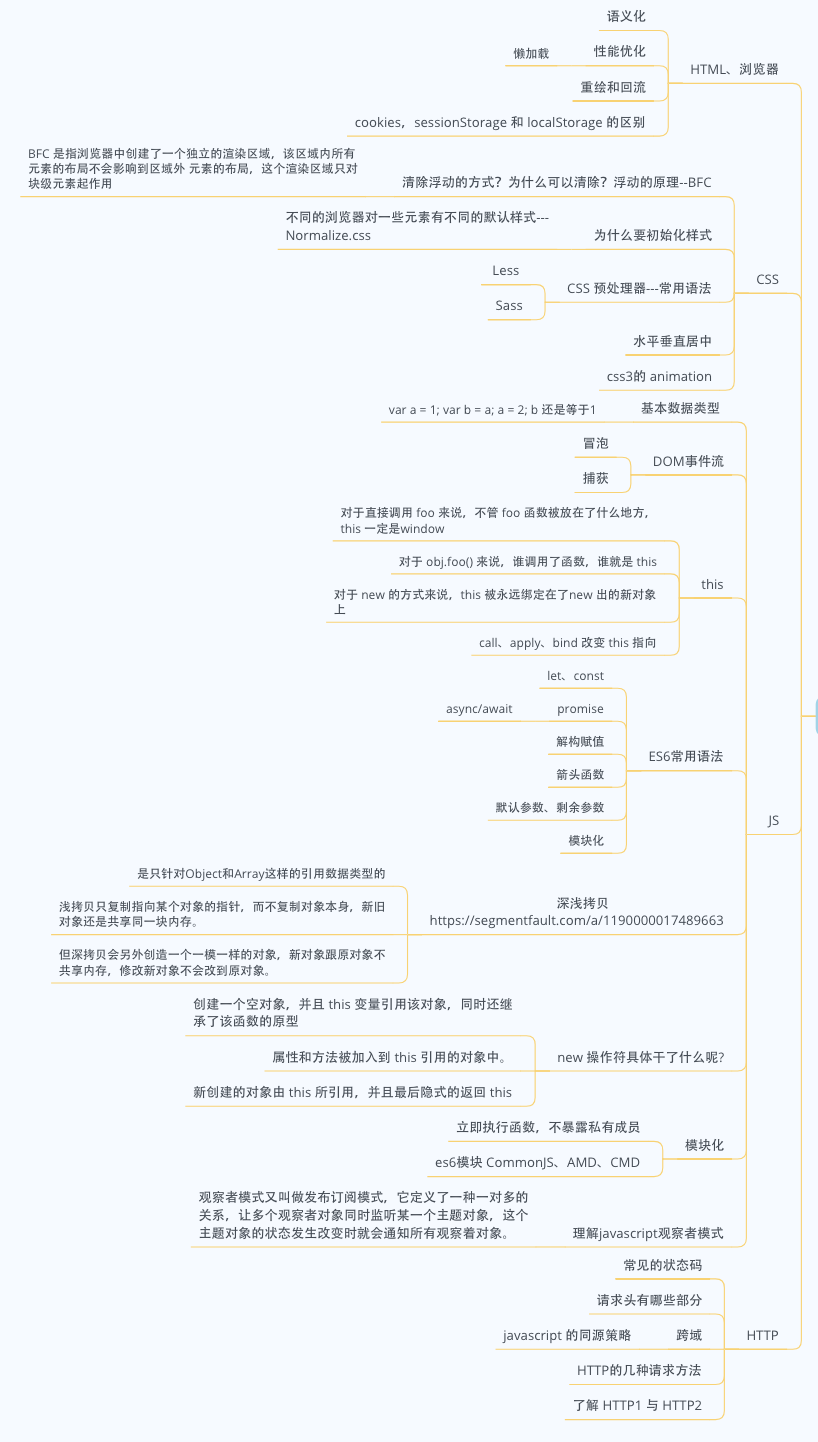 语义化
性能优化
懒加载
重绘和回流
cookies，sessionStorage 和 localStorage 的区别
HTML、浏览器
BFC 是指浏览器中创建了一个独立的渲染区域，该区域内所有
元素的布局不会影响到区域外 元素的布局，这个渲染区域只对
块级元素起作用
清除浮动的方式？为什么可以清除？浮动的原理--BFC
不同的浏览器对一些元素有不同的默认样式---
Normalize.css
为什么要初始化样式
Less
Sass
CSS 预处理器---常用语法
水平垂直居中
css3的 animation
CSS
var a = 1; var b = a; a = 2; b 还是等于1
基本数据类型
冒泡
捕获
DOM事件流
对于直接调用 foo 来说，不管 foo 函数被放在了什么地方，
this 一定是window
对于 obj.foo() 来说，谁调用了函数，谁就是 this
对于 new 的方式来说，this 被永远绑定在了new 出的新对象
上
call、apply、bind 改变 this 指向
this
let、const
promise
async/await
解构赋值
箭头函数
默认参数、剩余参数
模块化
ES6常用语法
JS
是只针对Object和Array这样的引用数据类型的
浅拷贝只复制指向某个对象的指针，而不复制对象本身，新旧
对象还是共享同一块内存。
但深拷贝会另外创造一个一模一样的对象，新对象跟原对象不
共享内存，修改新对象不会改到原对象。
深浅拷贝
https://segmentfault.com/a/1190000017489663
创建一个空对象，并且 this 变量引用该对象，同时还继
承了该函数的原型
属性和方法被加入到 this 引用的对象中。
新创建的对象由 this 所引用，并且最后隐式的返回 this
new 操作符具体干了什么呢?
立即执行函数，不暴露私有成员
es6模块 CommonJS、AMD、CMD
模块化
观察者模式又叫做发布订阅模式，它定义了一种一对多的
关系，让多个观察者对象同时监听某一个主题对象，这个
主题对象的状态发生改变时就会通知所有观察着对象。
理解javascript观察者模式
常见的状态码
请求头有哪些部分
javascript 的同源策略
跨域
HTTP的几种请求方法
了解 HTTP1 与 HTTP2
HTTP